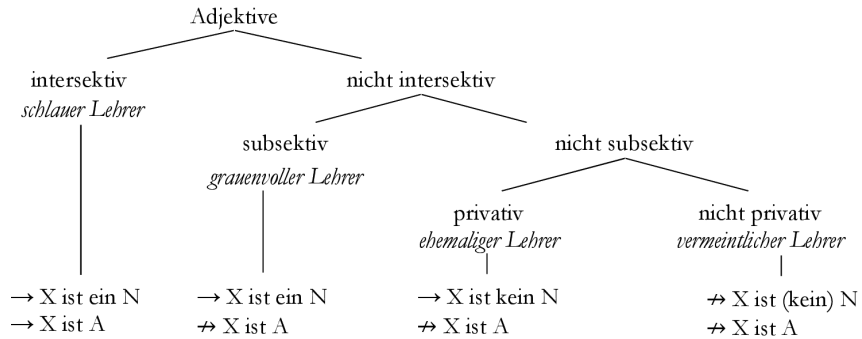 Adjektive
intersektiv
schlauer Lehrer
nicht intersektiv
subsektiv
grauenvoller Lehrer
nicht subsektiv
privativ
ehemaliger Lehrer
nicht privativ
vermeintlicher Lehrer
→ X ist ein N
→ X ist A
→ X ist ein N
↛ X ist A
→ X ist kein N
↛ X ist A
↛ X ist (kein) N
↛ X ist A